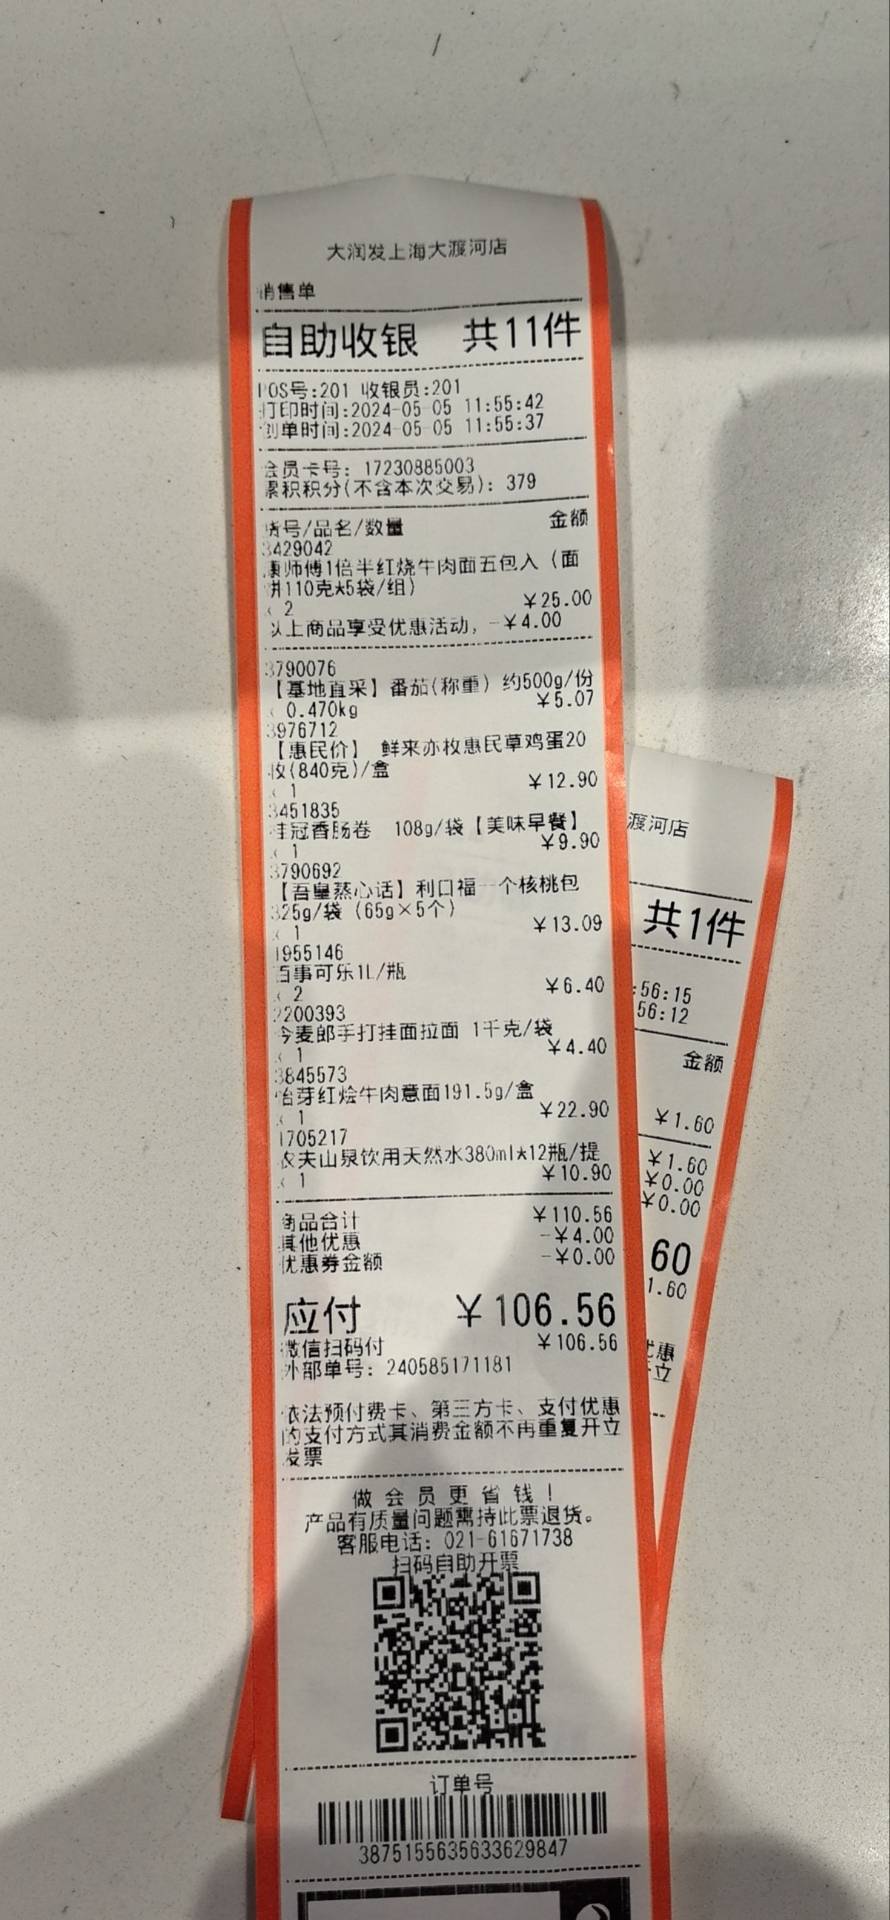 大润发上海大渡河店
销售单
自助收银 共11件
POS号:201 收银员:201
打印时间:2024-05-05 11:55:42
创单时间:2024-05-05 11:55:37
会员卡号: 17230885003
累积积分(不含本次交易): 379
货号/品名/数量 金额
3429042
康师傅1倍半红烧牛肉面五包入（面
饼110克*5袋/组）
x 2 ¥25.00
以上商品享受优惠活动, -¥4.00
3790076
【基地直采】番茄(称重) 约500g/份
x 0.470kg ¥5.07
3976712
【惠民价】 鲜来亦枚惠民草鸡蛋20
枚(840克)/盒
x 1 ¥12.90
3451835
桂冠香肠卷 108g/袋【美味早餐】
x 1 ¥9.90
3790692
【吾皇蒸心话】利口福一个核桃包
325g/袋（65g×5个）
x 1 ¥13.09
1955146
百事可乐1L/瓶
x 2 ¥6.40
2200393
今麦郎手打挂面拉面 1千克/袋
x 1 ¥4.40
3845573
怡芽红烩牛肉意面191.5g/盒
x 1 ¥22.90
1705217
农夫山泉饮用天然水380ml*12瓶/提
x 1 ¥10.90
商品合计 ¥110.56
其他优惠 -¥4.00
优惠券金额 -¥0.00
应付 ¥106.56
微信扫码付 ¥106.56
外部单号: 240585171181
依法预付费卡、第三方卡、支付优惠
的支付方式其消费金额不再重复开立
发票
做会员更省钱！
产品有质量问题需持此票退货。
客服电话: 021-61671738
扫码自助开票
订单号
3875155635633629847
渡河店
共1件
:56:15
56:12
金额
¥1.60
¥1.60
¥0.00
¥0.00
60
1.60
惠
立